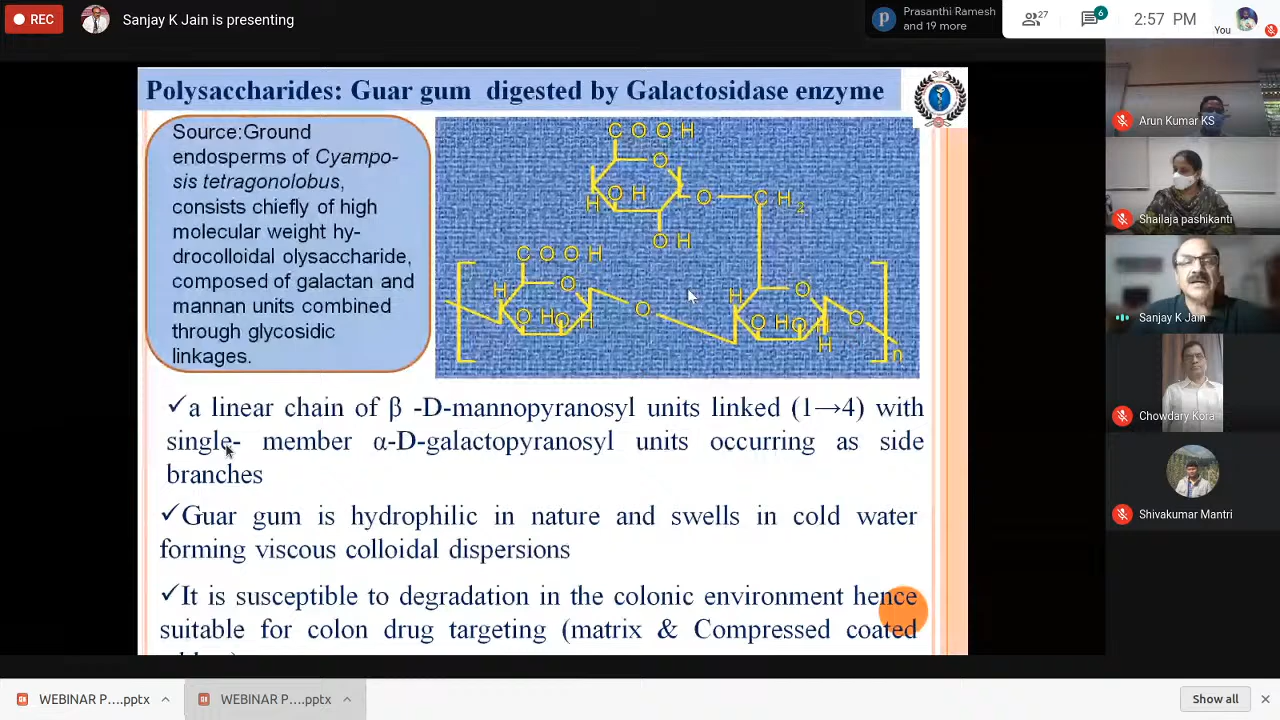 REC
Sanjay K Jain is presenting
P
Prasanthi Ramesh
and 19 more
27
6
2:57 PM
You
Polysaccharides: Guar gum digested by Galactosidase enzyme
Source:Ground
endosperms of Cyampo-
sis tetragonolobus,
consists chiefly of high
molecular weight hy-
drocolloidal olysaccharide,
composed of galactan and
mannan units combined
through glycosidic
linkages.
COOH
O
OH
H
O
CH2
OH
COOH
O
H
OH
OH
H
O
H
O
OH
OH
H
O
n
✓a linear chain of β -D-mannopyranosyl units linked (1→4) with
single- member α-D-galactopyranosyl units occurring as side
branches
✓Guar gum is hydrophilic in nature and swells in cold water
forming viscous colloidal dispersions
✓It is susceptible to degradation in the colonic environment hence
suitable for colon drug targeting (matrix & Compressed coated
Arun Kumar KS
Shailaja pashikanti
Sanjay K Jain
Chowdary Kora
Shivakumar Mantri
WEBINAR P....pptx
WEBINAR P....pptx
Show all